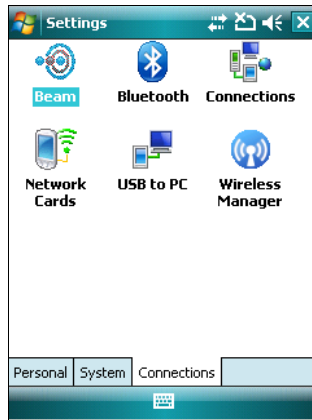 Settings
Beam Bluetooth Connections
Network Cards USB to PC Wireless Manager
Personal System Connections